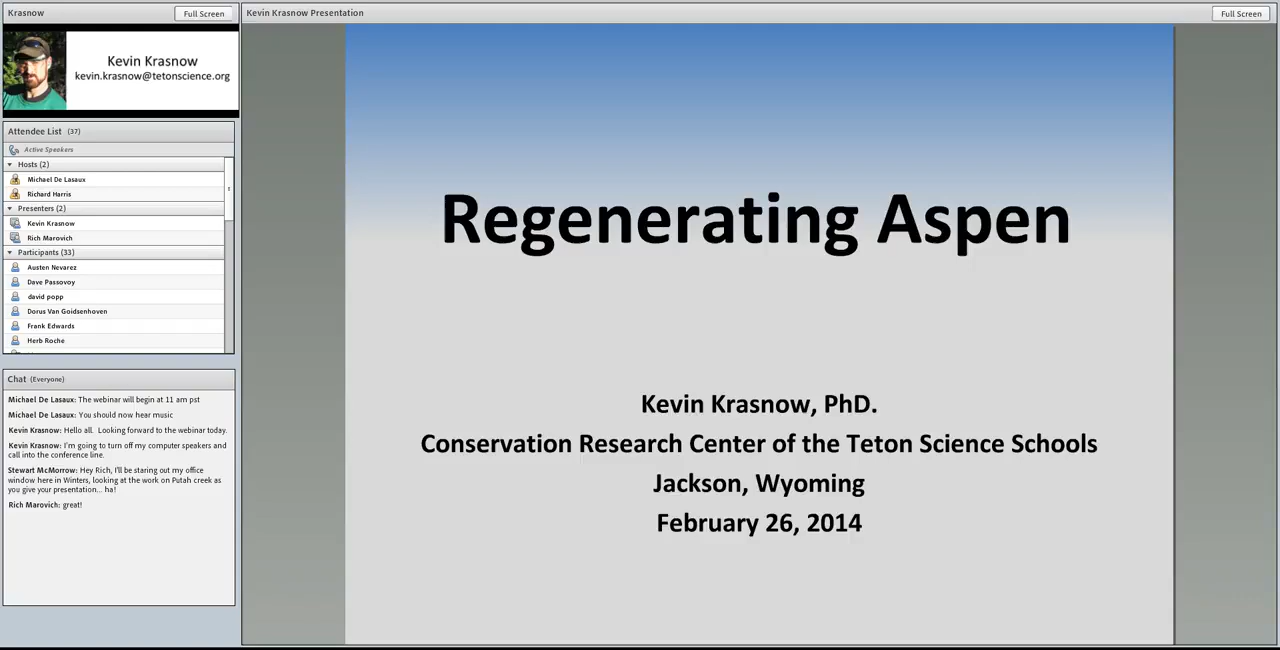 Krasnow
Full Screen
Kevin Krasnow
kevin.krasnow@tetonscience.org
Attendee List (37)
Active Speakers
Hosts (2)
Michael De Lasaux
Richard Harris
Presenters (2)
Kevin Krasnow
Rich Marovich
Participants (33)
Austen Nevarez
Dave Passovoy
david popp
Dorus Van Goidsenhoven
Frank Edwards
Herb Roche
Chat (Everyone)
Michael De Lasaux: The webinar will begin at 11 am pst
Michael De Lasaux: You should now hear music
Kevin Krasnow: Hello all. Looking forward to the webinar today.
Kevin Krasnow: I'm going to turn off my computer speakers and
call into the conference line.
Stewart McMorrow: Hey Rich, I'll be staring out my office
window here in Winters, looking at the work on Putah creek as
you give your presentation... ha!
Rich Marovich: great!
Kevin Krasnow Presentation
Full Screen
Regenerating Aspen
Kevin Krasnow, PhD.
Conservation Research Center of the Teton Science Schools
Jackson, Wyoming
February 26, 2014